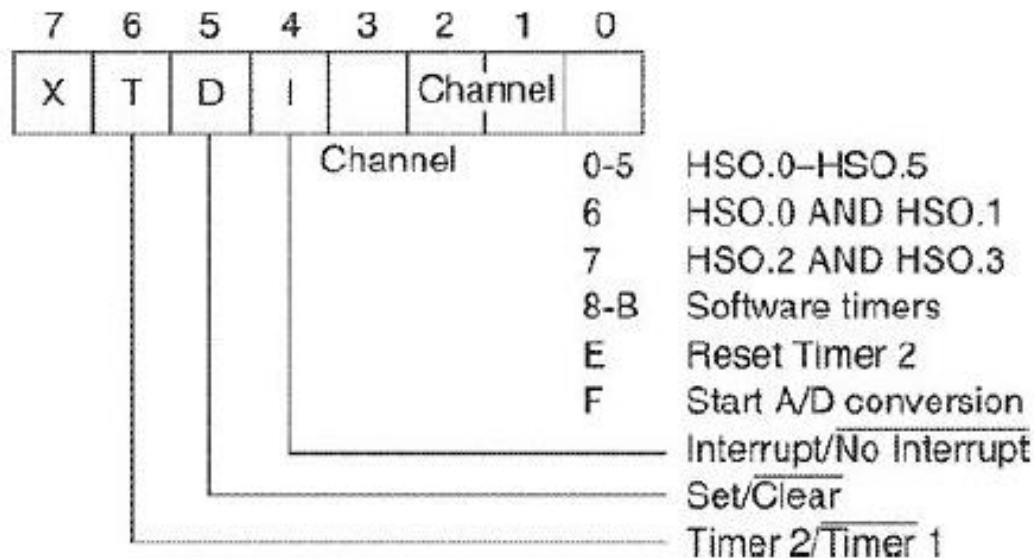 7 6 5 4 3 2 1 0
X T D I Channel
Channel
0-5 HSO.0–HSO.5
6 HSO.0 AND HSO.1
7 HSO.2 AND HSO.3
8-B Software timers
E Reset Timer 2
F Start A/D conversion
Interrupt/No Interrupt
Set/Clear
Timer 2/Timer 1